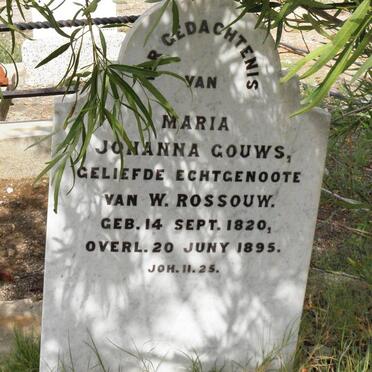 GEDACHTENIS
VAN
MARIA
JOHANNA GOUWS,
GELIEFDE ECHTGENOOTE
VAN W. ROSSOUW.
GEB. 14 SEPT. 1820,
OVERL. 20 JUNY 1895.
JOH. 11. 25.